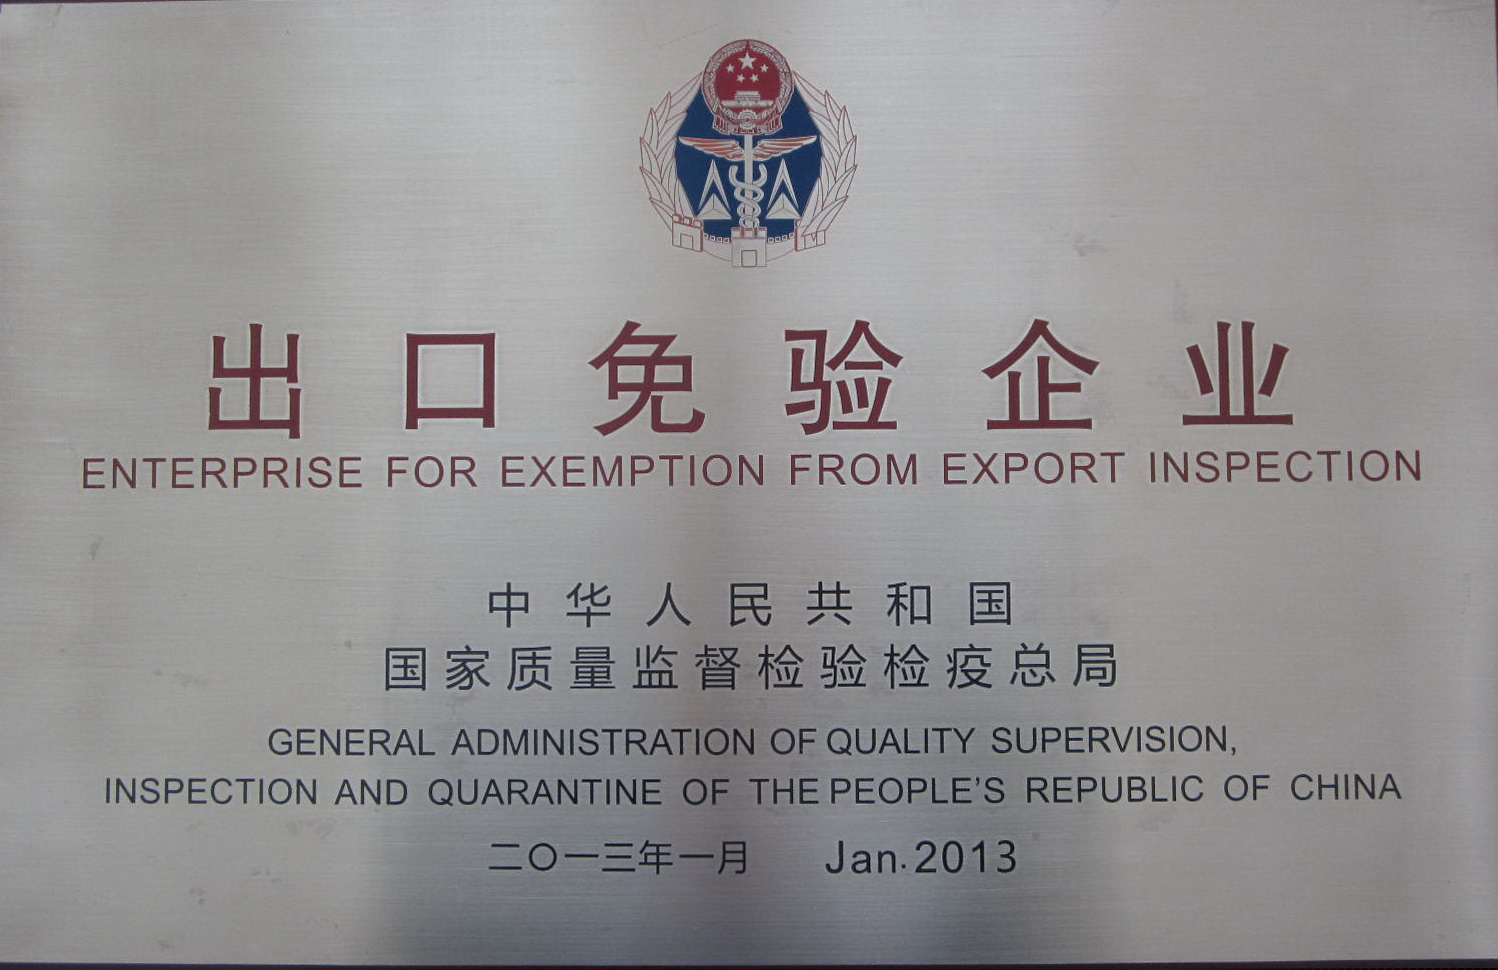 出口免验企业
ENTERPRISE FOR EXEMPTION FROM EXPORT INSPECTION
中华人民共和国
国家质量监督检验检疫总局
GENERAL ADMINISTRATION OF QUALITY SUPERVISION,
INSPECTION AND QUARANTINE OF THE PEOPLE'S REPUBLIC OF CHINA
二〇一三年一月 Jan.2013